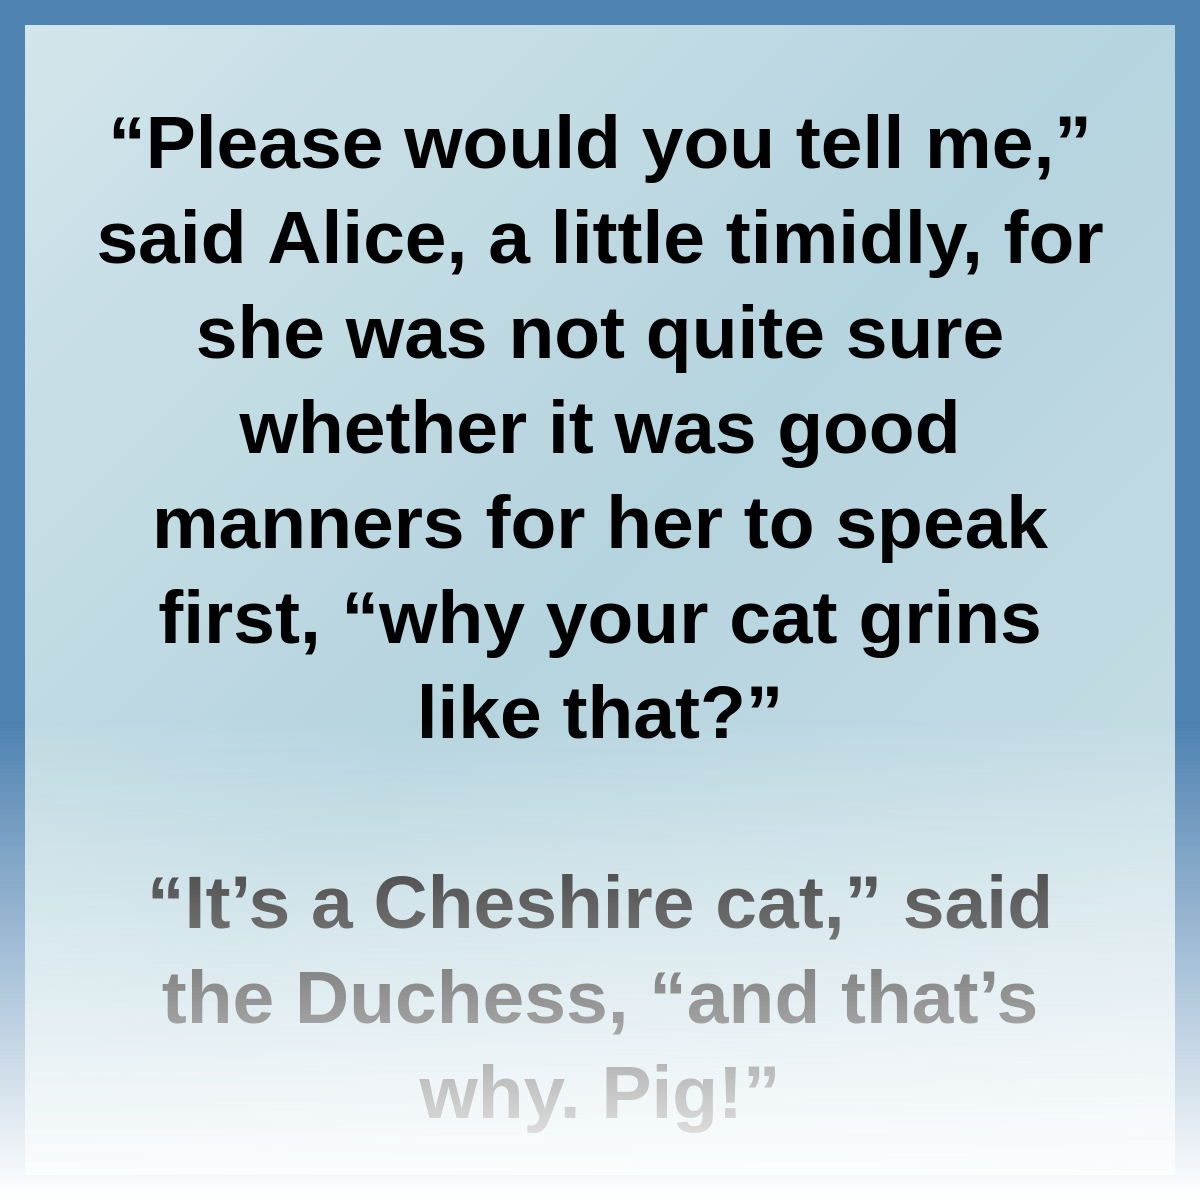 “Please would you tell me,”
said Alice, a little timidly, for
she was not quite sure
whether it was good
manners for her to speak
first, “why your cat grins
like that?”
“It’s a Cheshire cat,” said
the Duchess, “and that’s
why. Pig!”